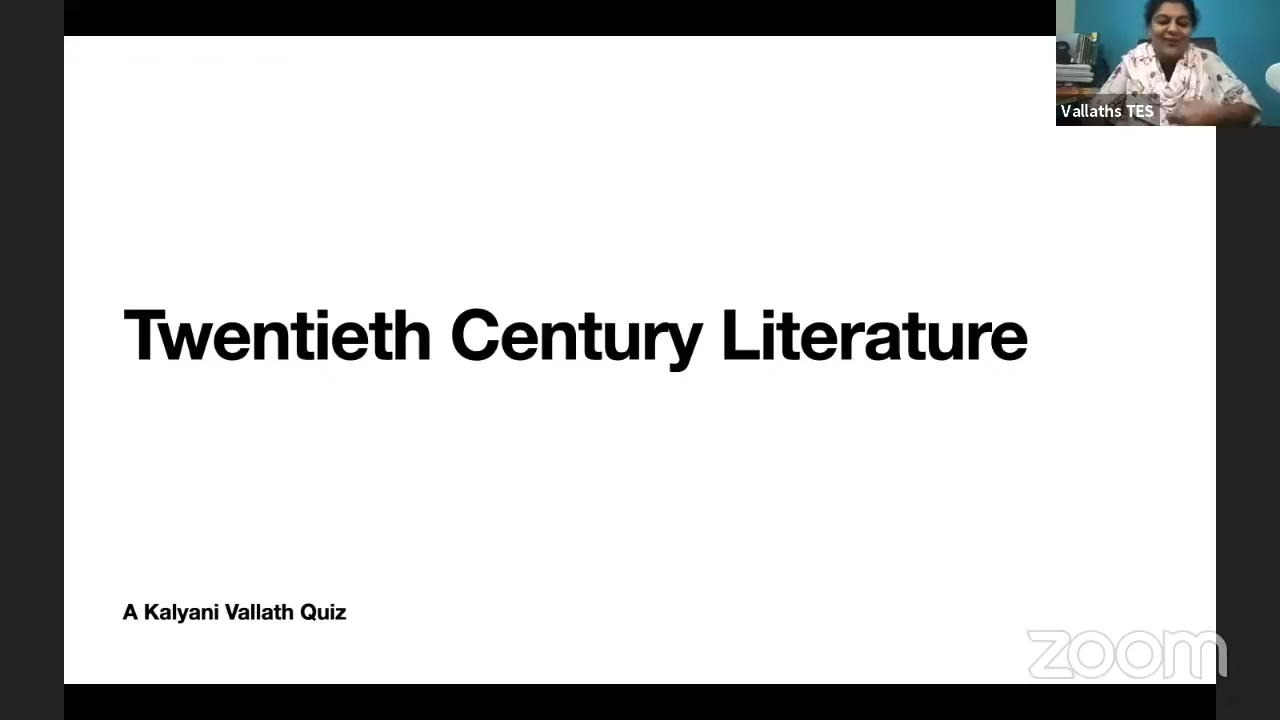 Vallaths TES
Twentieth Century Literature
A Kalyani Vallath Quiz
zoom